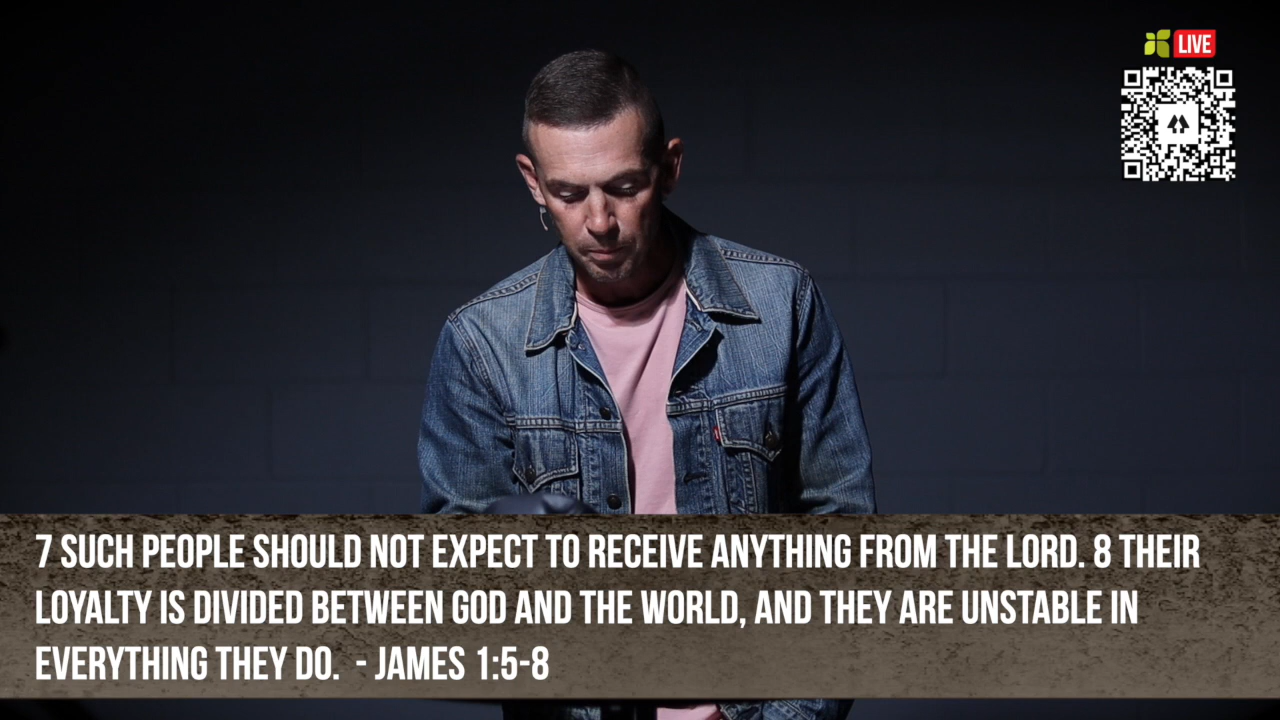 LIVE
7 SUCH PEOPLE SHOULD NOT EXPECT TO RECEIVE ANYTHING FROM THE LORD. 8 THEIR
LOYALTY IS DIVIDED BETWEEN GOD AND THE WORLD, AND THEY ARE UNSTABLE IN
EVERYTHING THEY DO.  - JAMES 1:5-8